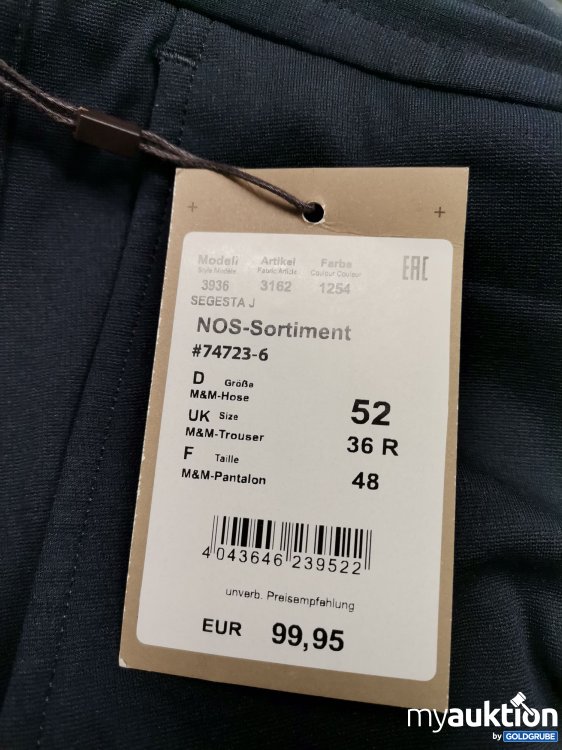 Modell Artikel Farbe
Style Modèle Fabric Article Colour Couleur
3936 3162 1254
EAC
SEGESTA J
NOS-Sortiment
#74723-6
D Größe
M&M-Hose 52
UK Size
M&M-Trouser 36 R
F Taille
M&M-Pantalon 48
4 043646 239522
unverb. Preisempfehlung
EUR 99,95
myauktion
by GOLDGRUBE